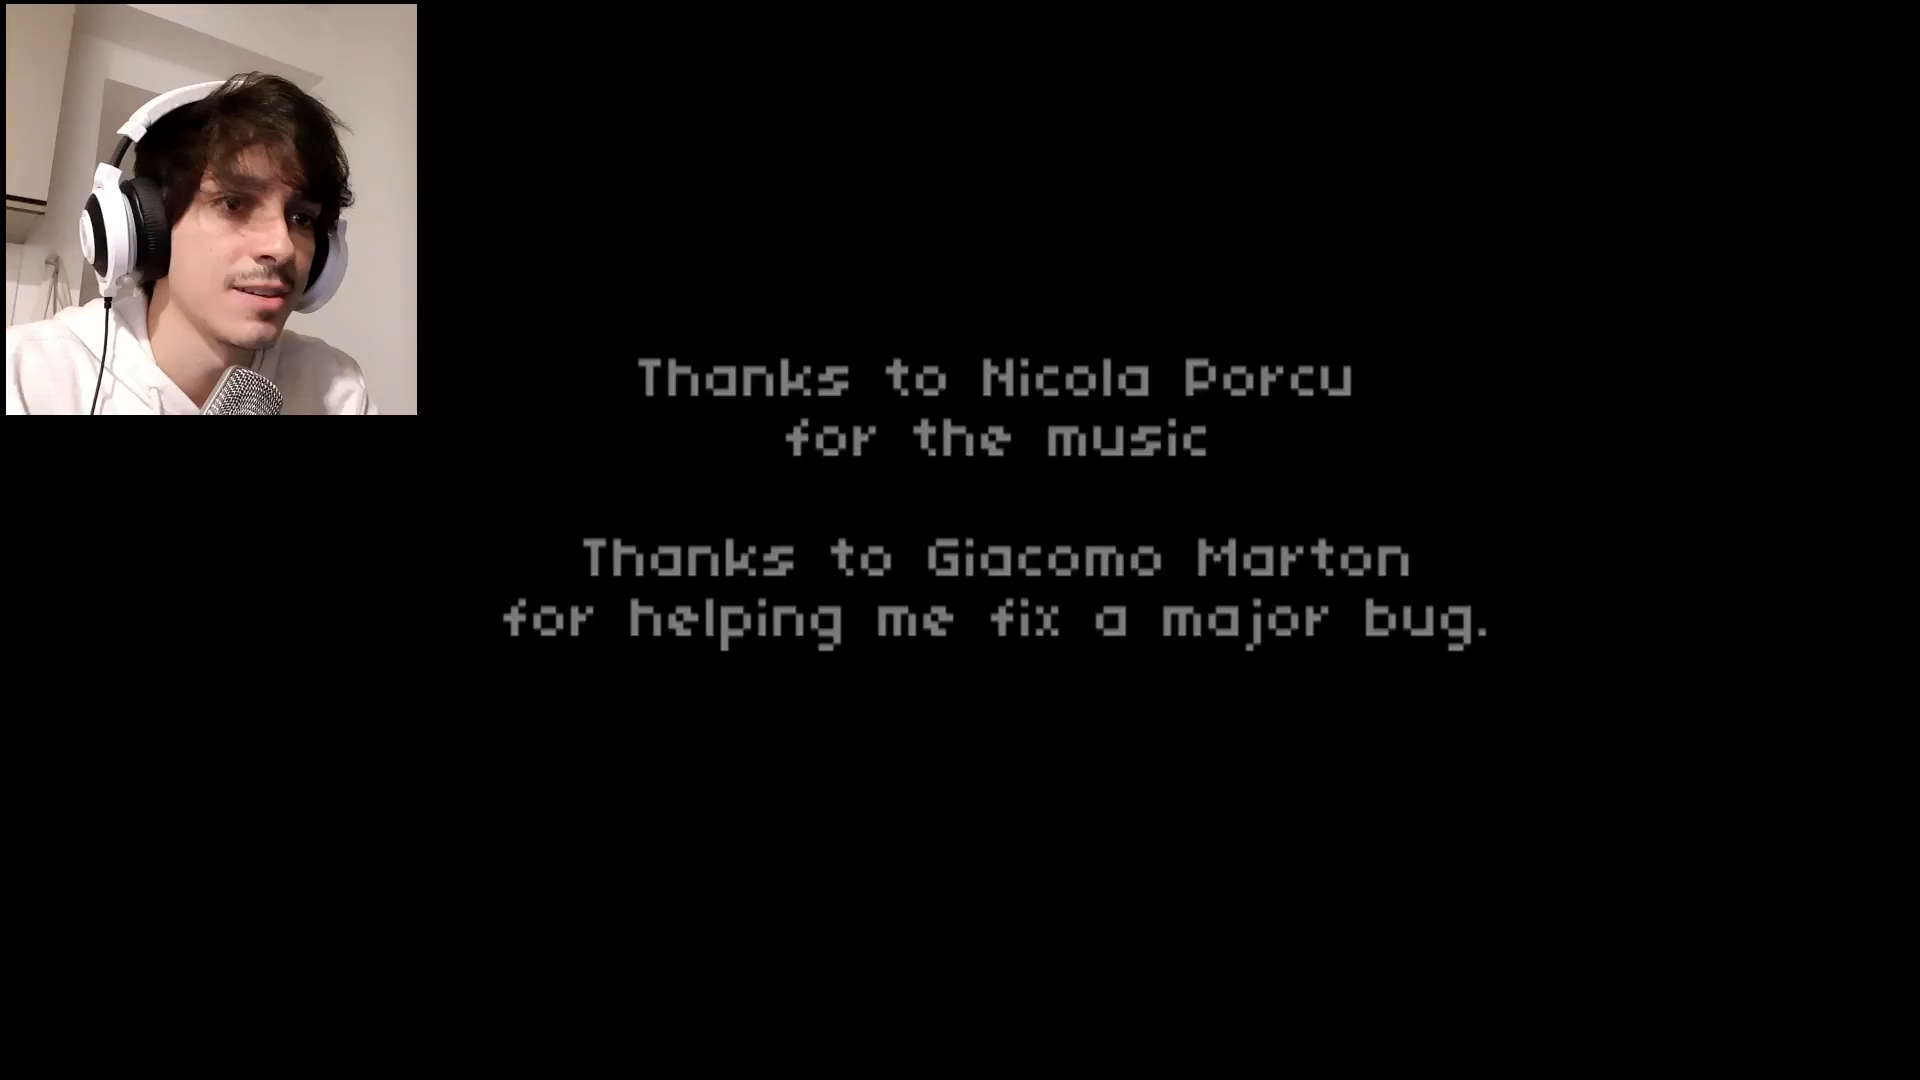 Thanks to Nicola Porcu
for the music
Thanks to Giacomo Marton
for helping me fix a major bug.